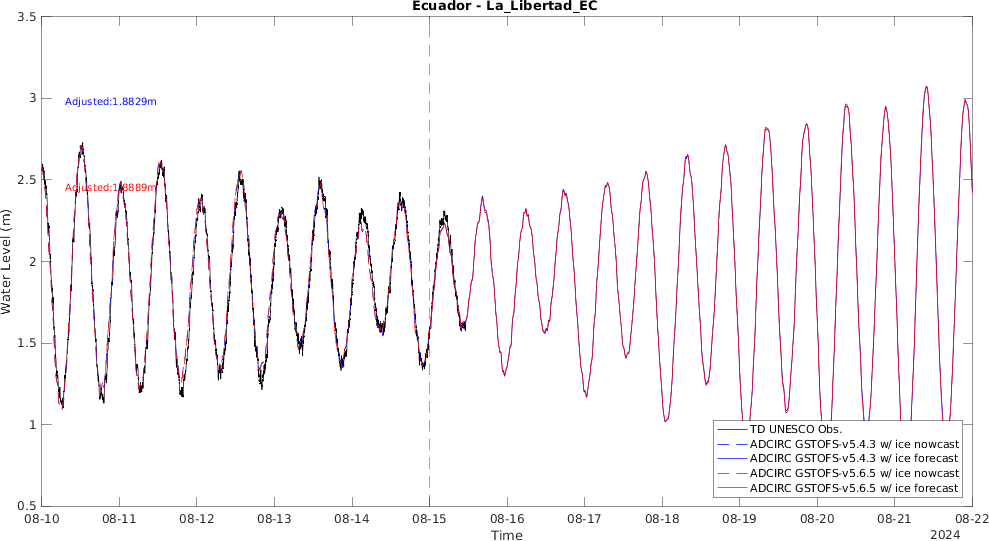 Ecuador - La_Libertad_EC
3.5
3
2.5
2
1.5
1
0.5
Water Level (m)
Adjusted:1.8829m
Adjusted:1.8889m
TD UNESCO Obs.
ADCIRC GSTOFS-v5.4.3 w/ ice nowcast
ADCIRC GSTOFS-v5.4.3 w/ ice forecast
ADCIRC GSTOFS-v5.6.5 w/ ice nowcast
ADCIRC GSTOFS-v5.6.5 w/ ice forecast
08-10 08-11 08-12 08-13 08-14 08-15 08-16 08-17 08-18 08-19 08-20 08-21 08-22
Time
2024